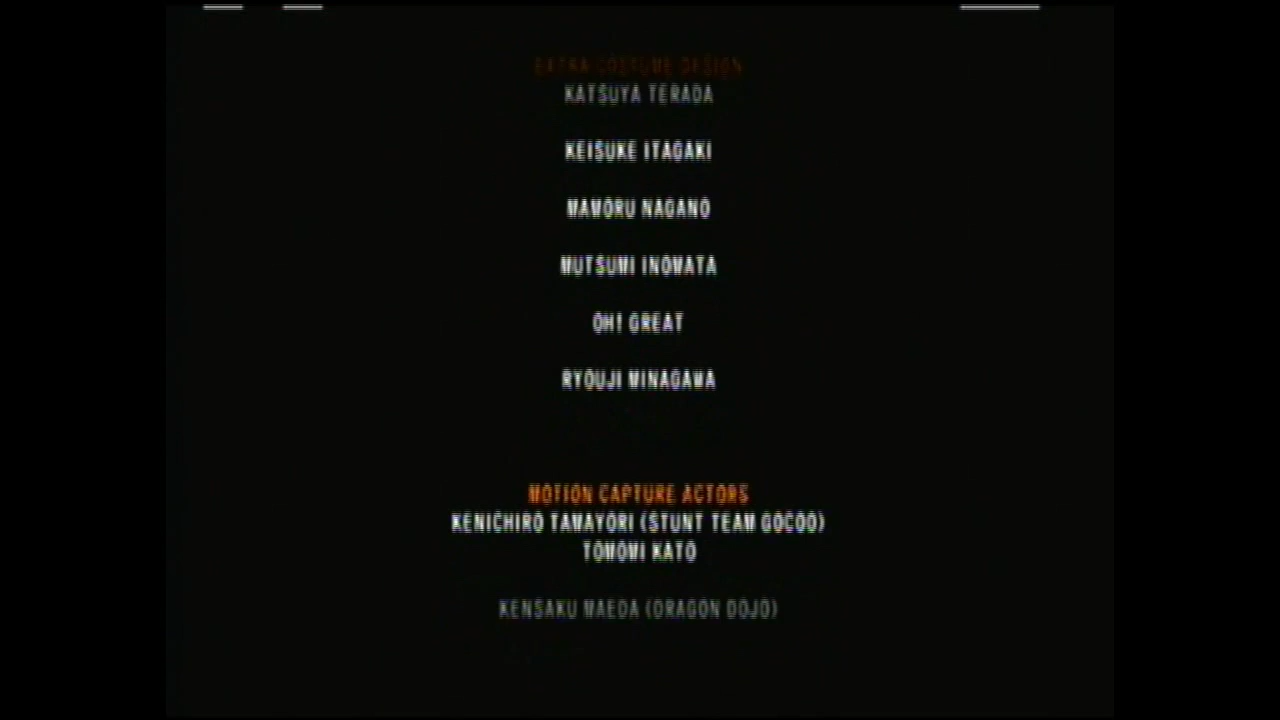 EXTRA COSTUME DESIGN
KATSUYA TERADA
KEISUKE ITAGAKI
MAMORU NAGANO
MUTSUMI INOMATA
OH! GREAT
RYOUJI MINAGAWA
MOTION CAPTURE ACTORS
KENICHIRO TAMAYORI (STUNT TEAM GOCOO)
TOMOMI KATO
KENSAKU MAEDA (DRAGON DOJO)